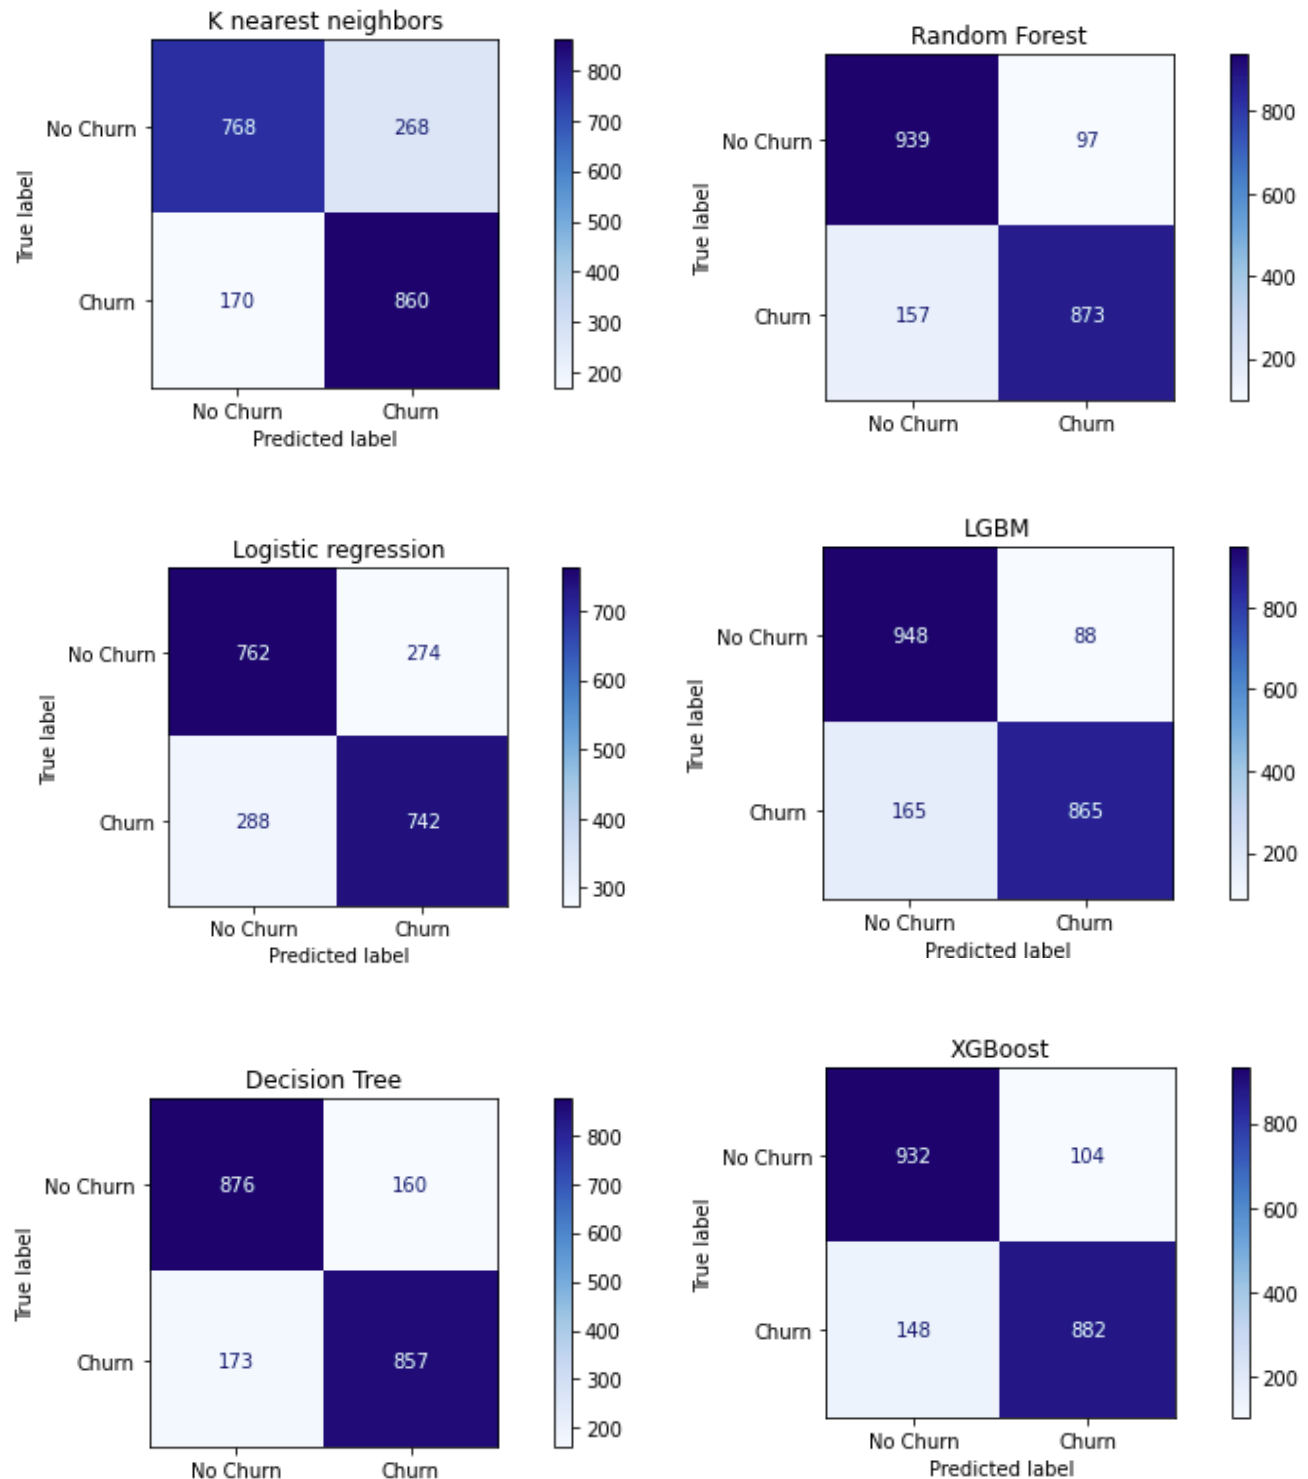 K nearest neighbors
True label
No Churn
768 268
Churn
170 860
No Churn Churn
Predicted label
800
700
600
500
400
300
200
Random Forest
True label
No Churn
939 97
Churn
157 873
No Churn Churn
800
600
400
200
Logistic regression
True label
No Churn
762 274
Churn
288 742
No Churn Churn
Predicted label
700
600
500
400
300
LGBM
True label
No Churn
948 88
Churn
165 865
No Churn Churn
Predicted label
800
600
400
200
Decision Tree
True label
No Churn
876 160
Churn
173 857
No Churn Churn
800
700
600
500
400
300
200
XGBoost
True label
No Churn
932 104
Churn
148 882
No Churn Churn
Predicted label
800
600
400
200